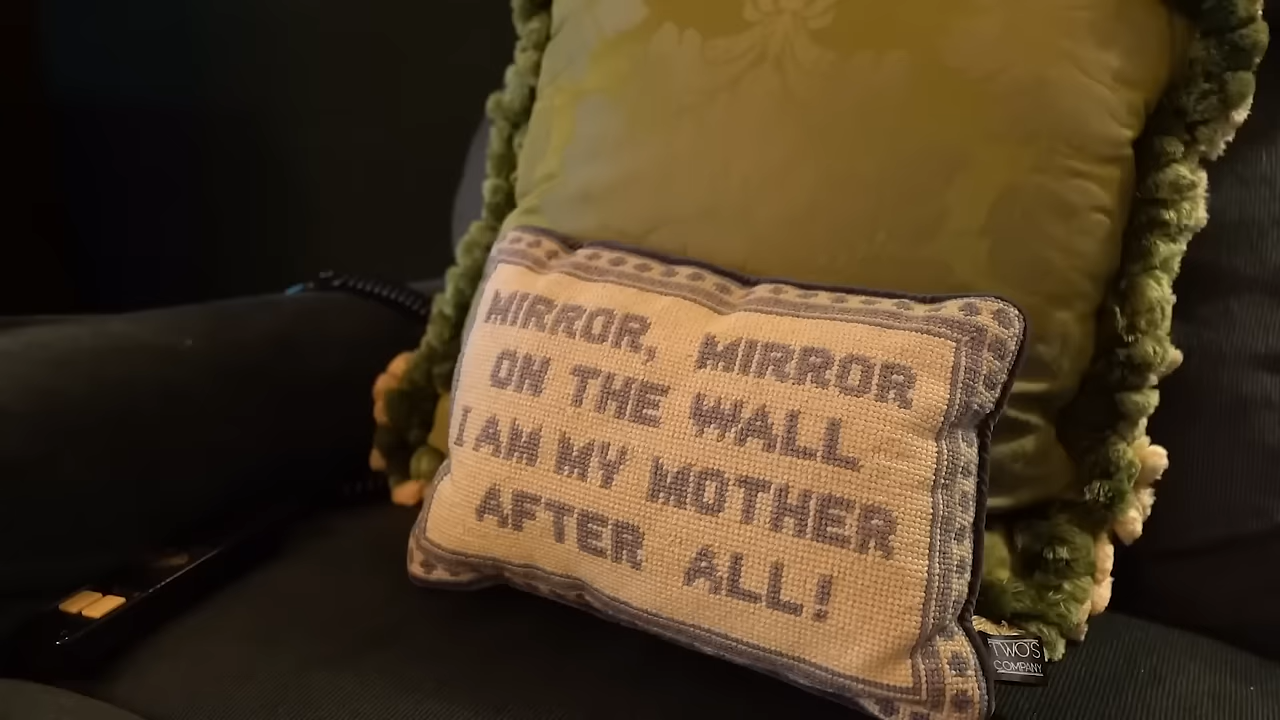 MIRROR, MIRROR
ON THE WALL
I AM MY MOTHER
AFTER ALL!
TWO'S
COMPANY